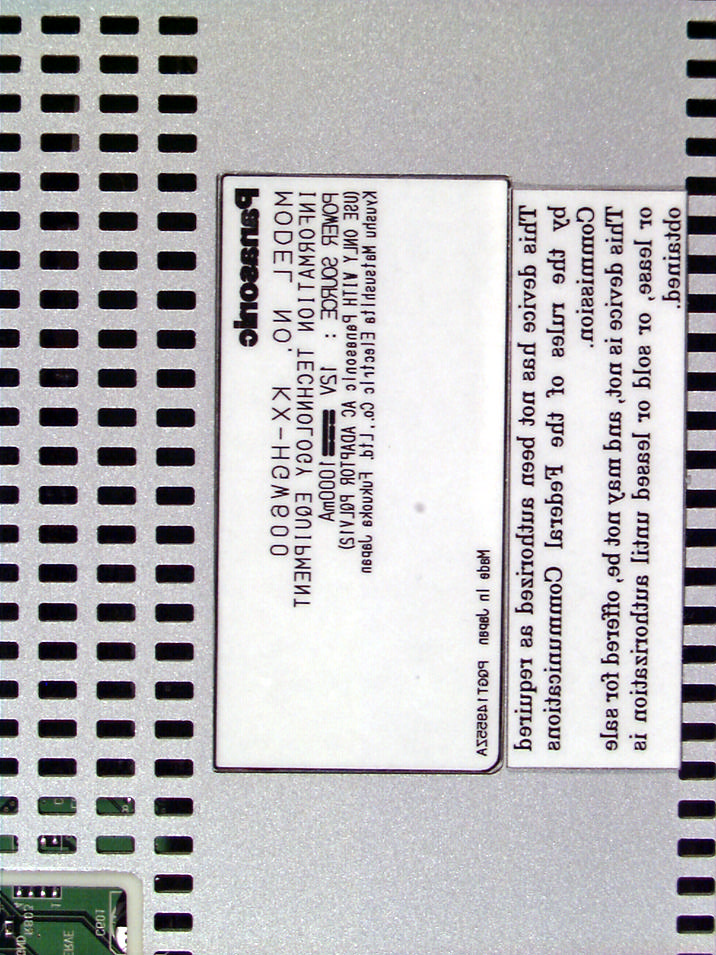 Panasonic
MODEL NO. KX-HGW600
INFORMATION TECHNOLOGY EQUIPMENT
POWER SOURCE : 12V 1000mA
(USE ONLY WITH Panasonic AC ADAPTOR PQLV12)
Kyushu Matsushita Electric Co., Ltd. Fukuoka Japan
Made in Japan PQGT14955ZA
This device has not been authorized as required
by the rules of the Federal Communications
Commission.
This device is not, and may not be, offered for sale
or lease, or sold or leased until authorization is
obtained.